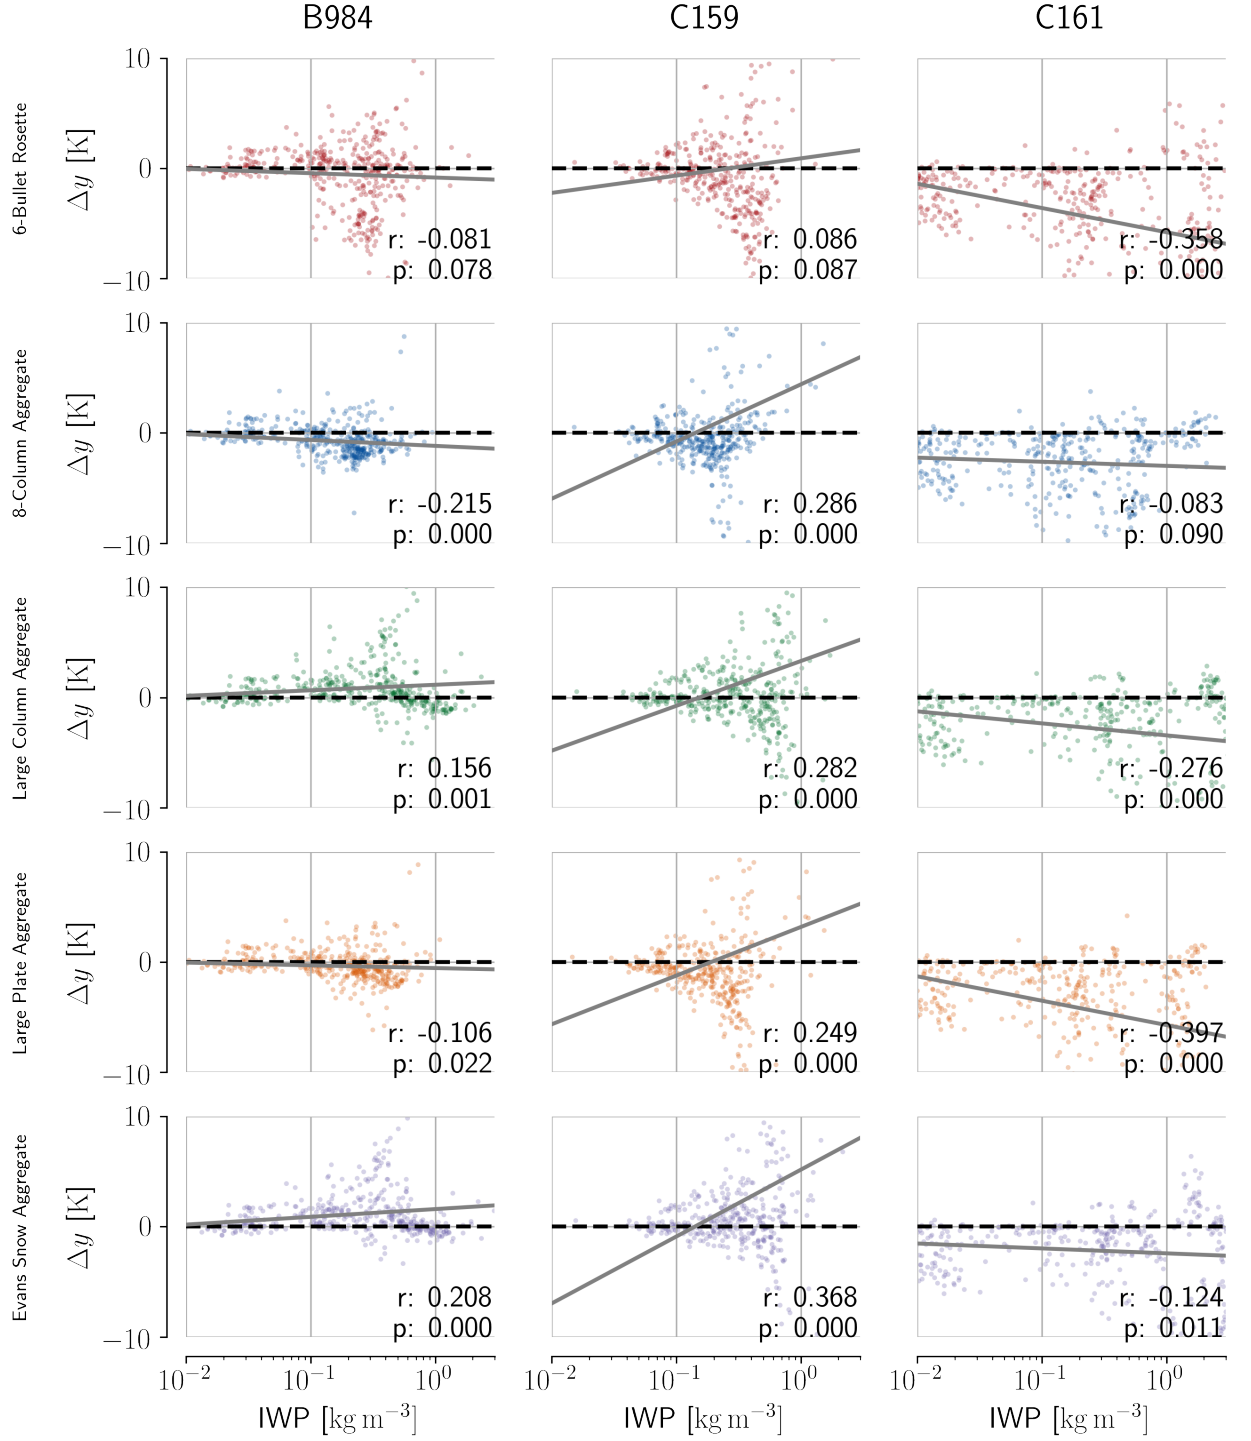 B984 C159 C161
6-Bullet Rosette
Δy [K]
10
0
−10
r: -0.081
p: 0.078
r: 0.086
p: 0.087
r: -0.358
p: 0.000
8-Column Aggregate
Δy [K]
10
0
−10
r: -0.215
p: 0.000
r: 0.286
p: 0.000
r: -0.083
p: 0.090
Large Column Aggregate
Δy [K]
10
0
−10
r: 0.156
p: 0.001
r: 0.282
p: 0.000
r: -0.276
p: 0.000
Large Plate Aggregate
Δy [K]
10
0
−10
r: -0.106
p: 0.022
r: 0.249
p: 0.000
r: -0.397
p: 0.000
Evans Snow Aggregate
Δy [K]
10
0
−10
r: 0.208
p: 0.000
r: 0.368
p: 0.000
r: -0.124
p: 0.011
10⁻² 10⁻¹ 10⁰ 10⁻² 10⁻¹ 10⁰ 10⁻² 10⁻¹ 10⁰
IWP [kg m⁻³] IWP [kg m⁻³] IWP [kg m⁻³]